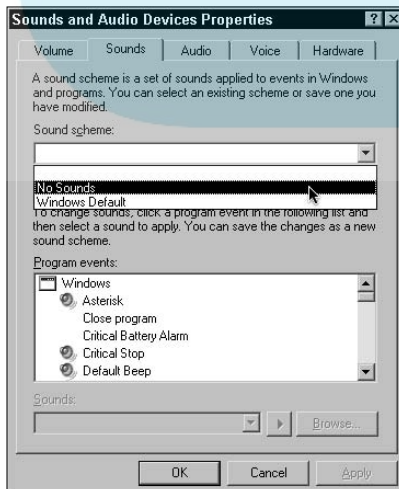 Sounds and Audio Devices Properties
Volume Sounds Audio Voice Hardware
A sound scheme is a set of sounds applied to events in Windows
and programs. You can select an existing scheme or save one you
have modified.
Sound scheme:
No Sounds
Windows Default
To change sounds, click a program event in the following list and
then select a sound to apply. You can save the changes as a new
sound scheme.
Program events:
Windows
Asterisk
Close program
Critical Battery Alarm
Critical Stop
Default Beep
Sounds:
Browse...
OK Cancel Apply